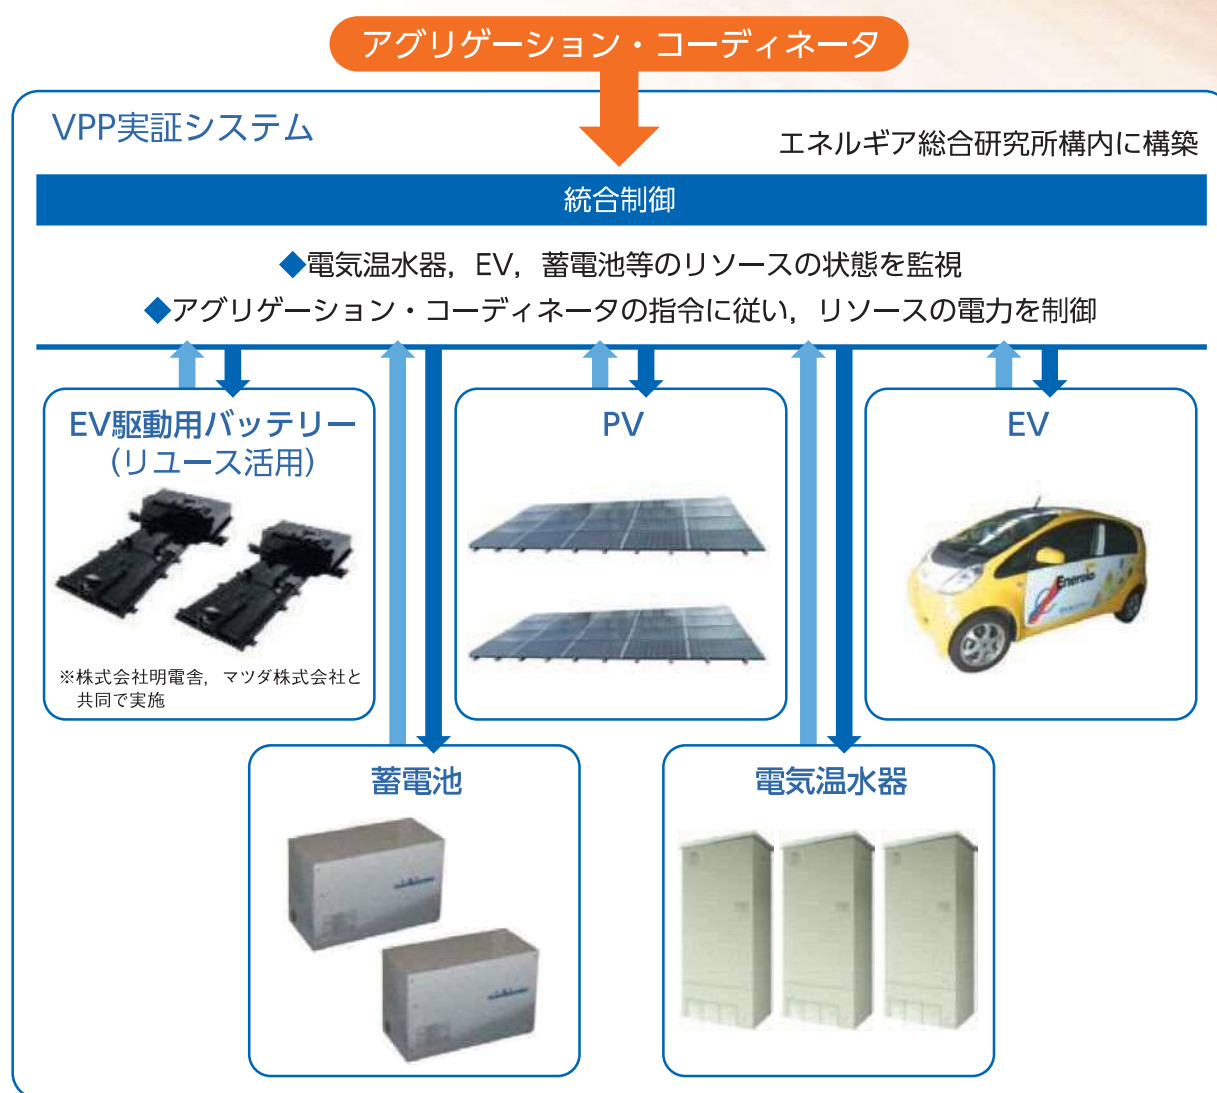 アグリゲーション・コーディネータ
VPP実証システム
エネルギア総合研究所構内に構築
統合制御
◆電気温水器，EV，蓄電池等のリソースの状態を監視
◆アグリゲーション・コーディネータの指令に従い，リソースの電力を制御
EV駆動用バッテリー
(リユース活用)
※株式会社明電舎，マツダ株式会社と
共同で実施
PV
EV
Energia
蓄電池
電気温水器